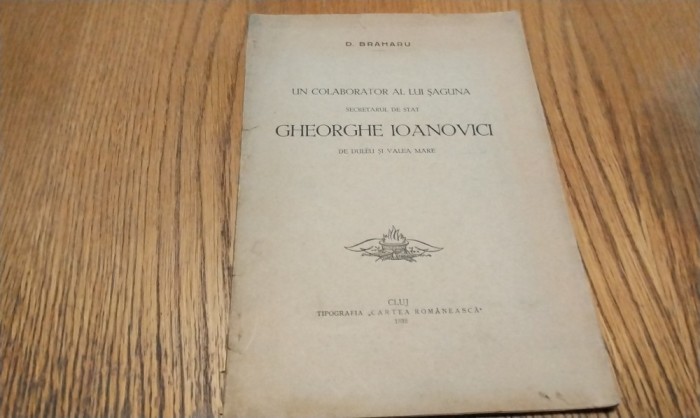 D. BRAHARU
UN COLABORATOR AL LUI ŞAGUNA
SECRETARUL DE STAT
GHEORGHE IOANOVICI
DE DULĔU ŞI VALEA MARE
CLUJ
TIPOGRAFIA „CARTEA ROMÂNEASCĂ"